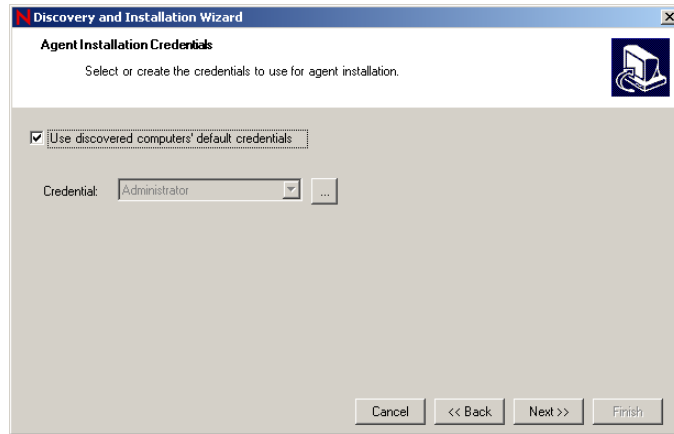 Discovery and Installation Wizard
Agent Installation Credentials
Select or create the credentials to use for agent installation.
Use discovered computers' default credentials
Credential: Administrator ...
Cancel << Back Next >> Finish